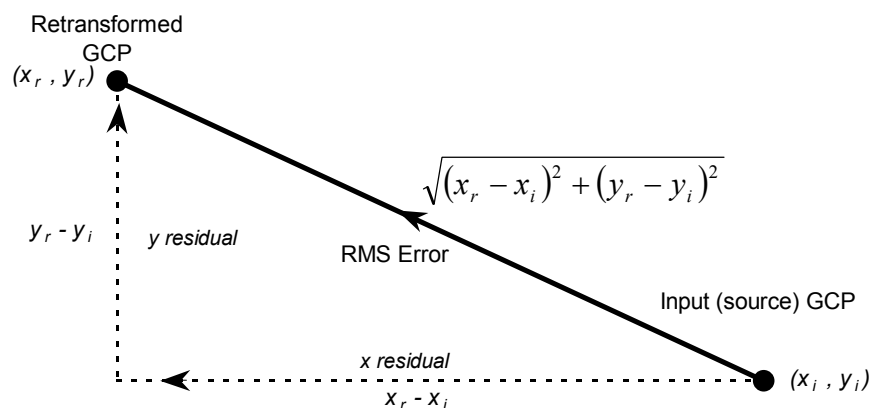 Retransformed
GCP
(x_r , y_r)
√((x_r − x_i)² + (y_r − y_i)²)
y_r - y_i
y residual
RMS Error
Input (source) GCP
x residual
(x_i , y_i)
x_r - x_i